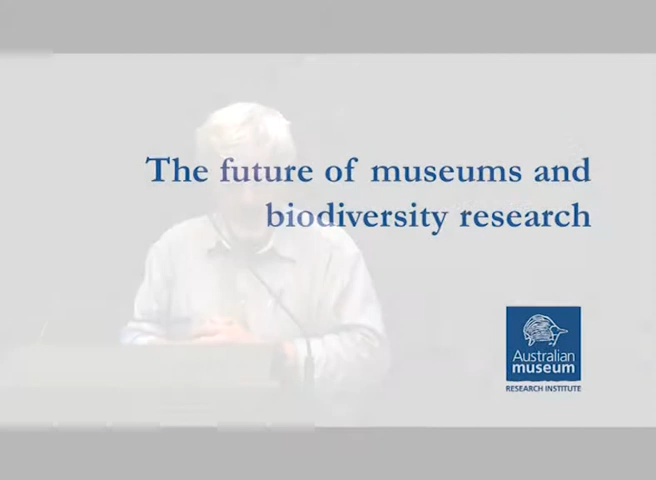 The future of museums and
biodiversity research
Australian
museum
RESEARCH INSTITUTE